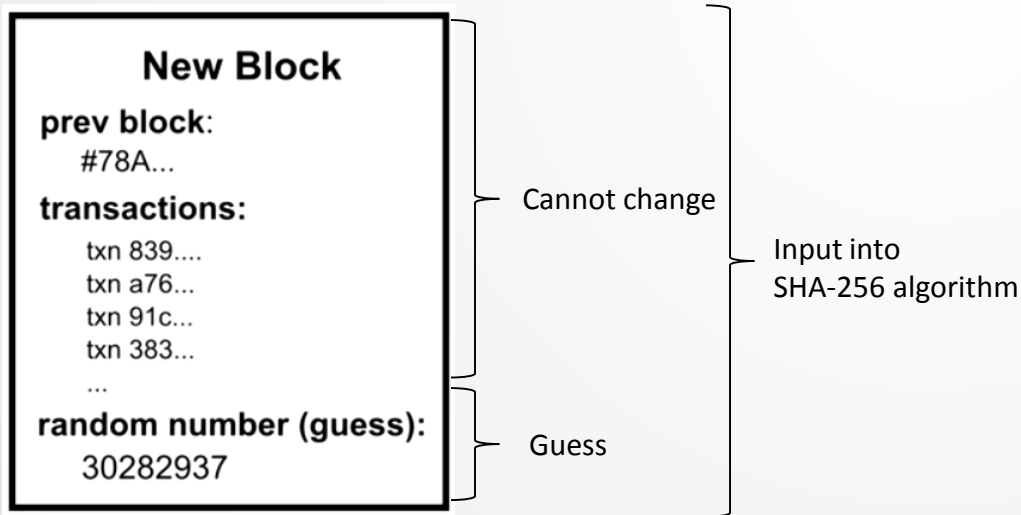 New Block
prev block:
#78A...
transactions:
txn 839....
txn a76...
txn 91c...
txn 383...
...
random number (guess):
30282937
Cannot change
Guess
Input into
SHA-256 algorithm